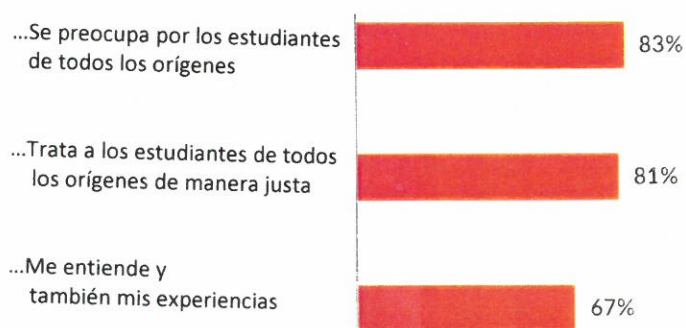 ...Se preocupa por los estudiantes
de todos los orígenes
83%
...Trata a los estudiantes de todos
los orígenes de manera justa
81%
...Me entiende y
también mis experiencias
67%